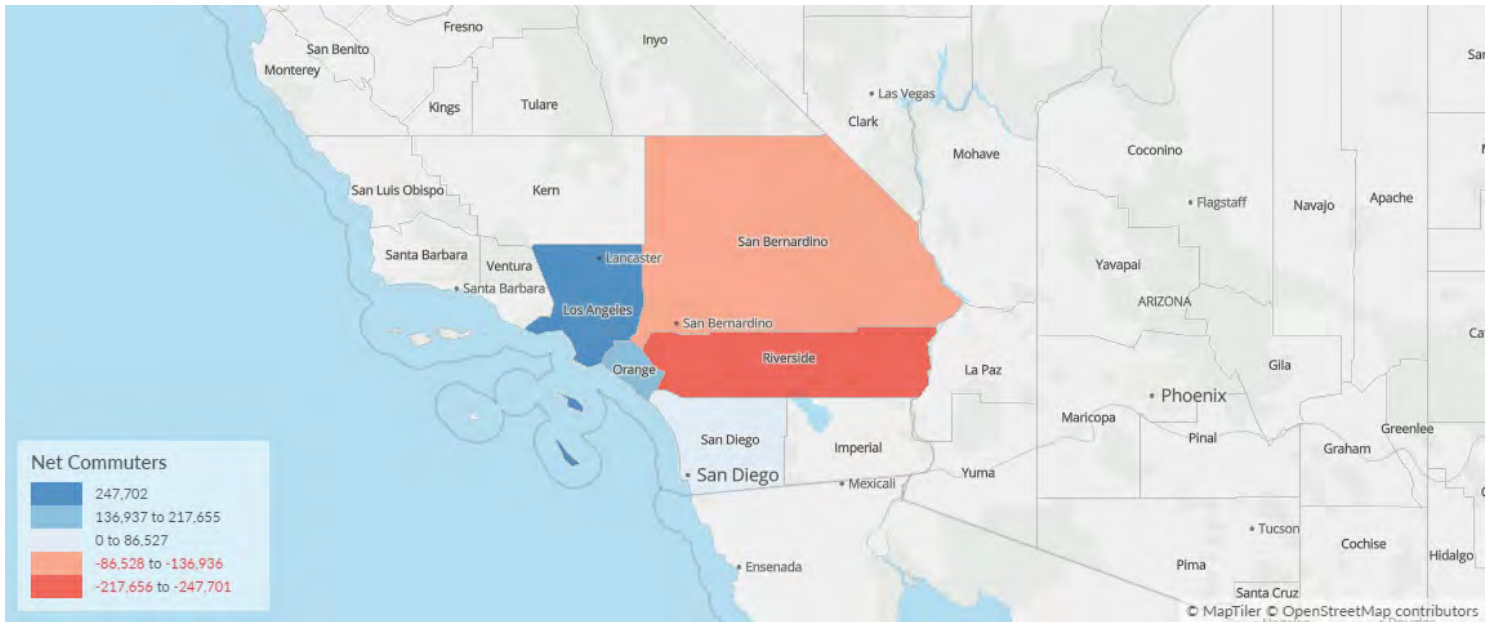 Fresno
San Benito
Inyo
Monterey
Las Vegas
Kings
Tulare
Clark
Mohave
Coconino
San Luis Obispo
Kern
Flagstaff
Navajo
Apache
San Bernardino
Santa Barbara
Ventura
Lancaster
Yavapai
Santa Barbara
ARIZONA
Los Angeles
San Bernardino
Orange
Riverside
La Paz
Gila
Phoenix
Maricopa
Greenlee
San Diego
Imperial
Pinal
Graham
San Diego
Yuma
Mexicali
Tucson
Cochise
Hidalgo
Ensenada
Pima
Santa Cruz
Net Commuters
247,702
136,937 to 217,655
0 to 86,527
-86,528 to -136,936
-217,656 to -247,701
© MapTiler © OpenStreetMap contributors